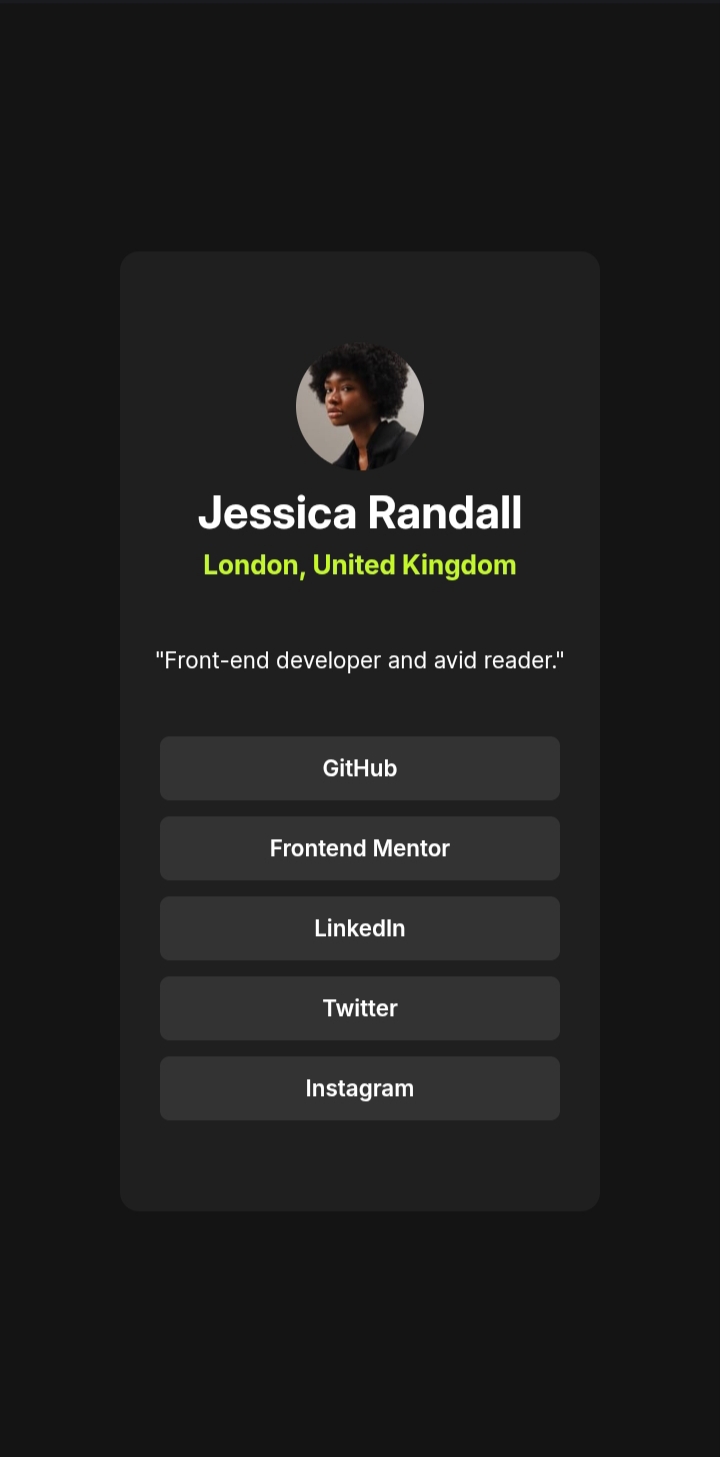 Jessica Randall
London, United Kingdom
"Front-end developer and avid reader."
GitHub
Frontend Mentor
LinkedIn
Twitter
Instagram